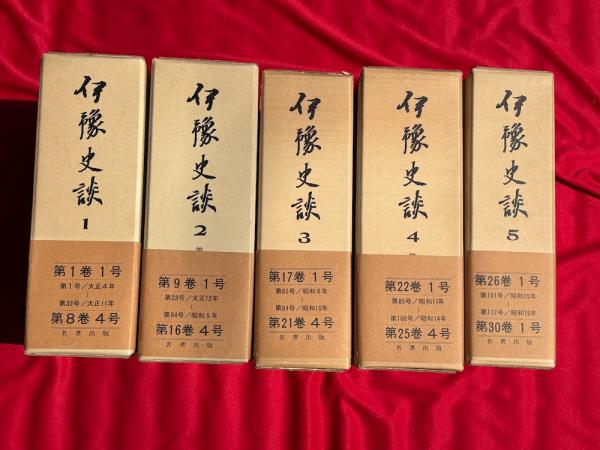 伊豫史談
1
第1巻 1号
第1号/大正4年
|
第32号/大正11年
第8巻 4号
名著出版
伊豫史談
2
第9巻 1号
第33号/大正12年
|
第64号/昭和5年
第16巻 4号
名著出版
伊豫史談
3
第17巻 1号
第65号/昭和6年
|
第84号/昭和10年
第21巻 4号
名著出版
伊豫史談
4
第22巻 1号
第85号/昭和11年
|
第100号/昭和14年
第25巻 4号
名著出版
伊豫史談
5
第26巻 1号
第101号/昭和15年
|
第117号/昭和19年
第30巻 1号
名著出版